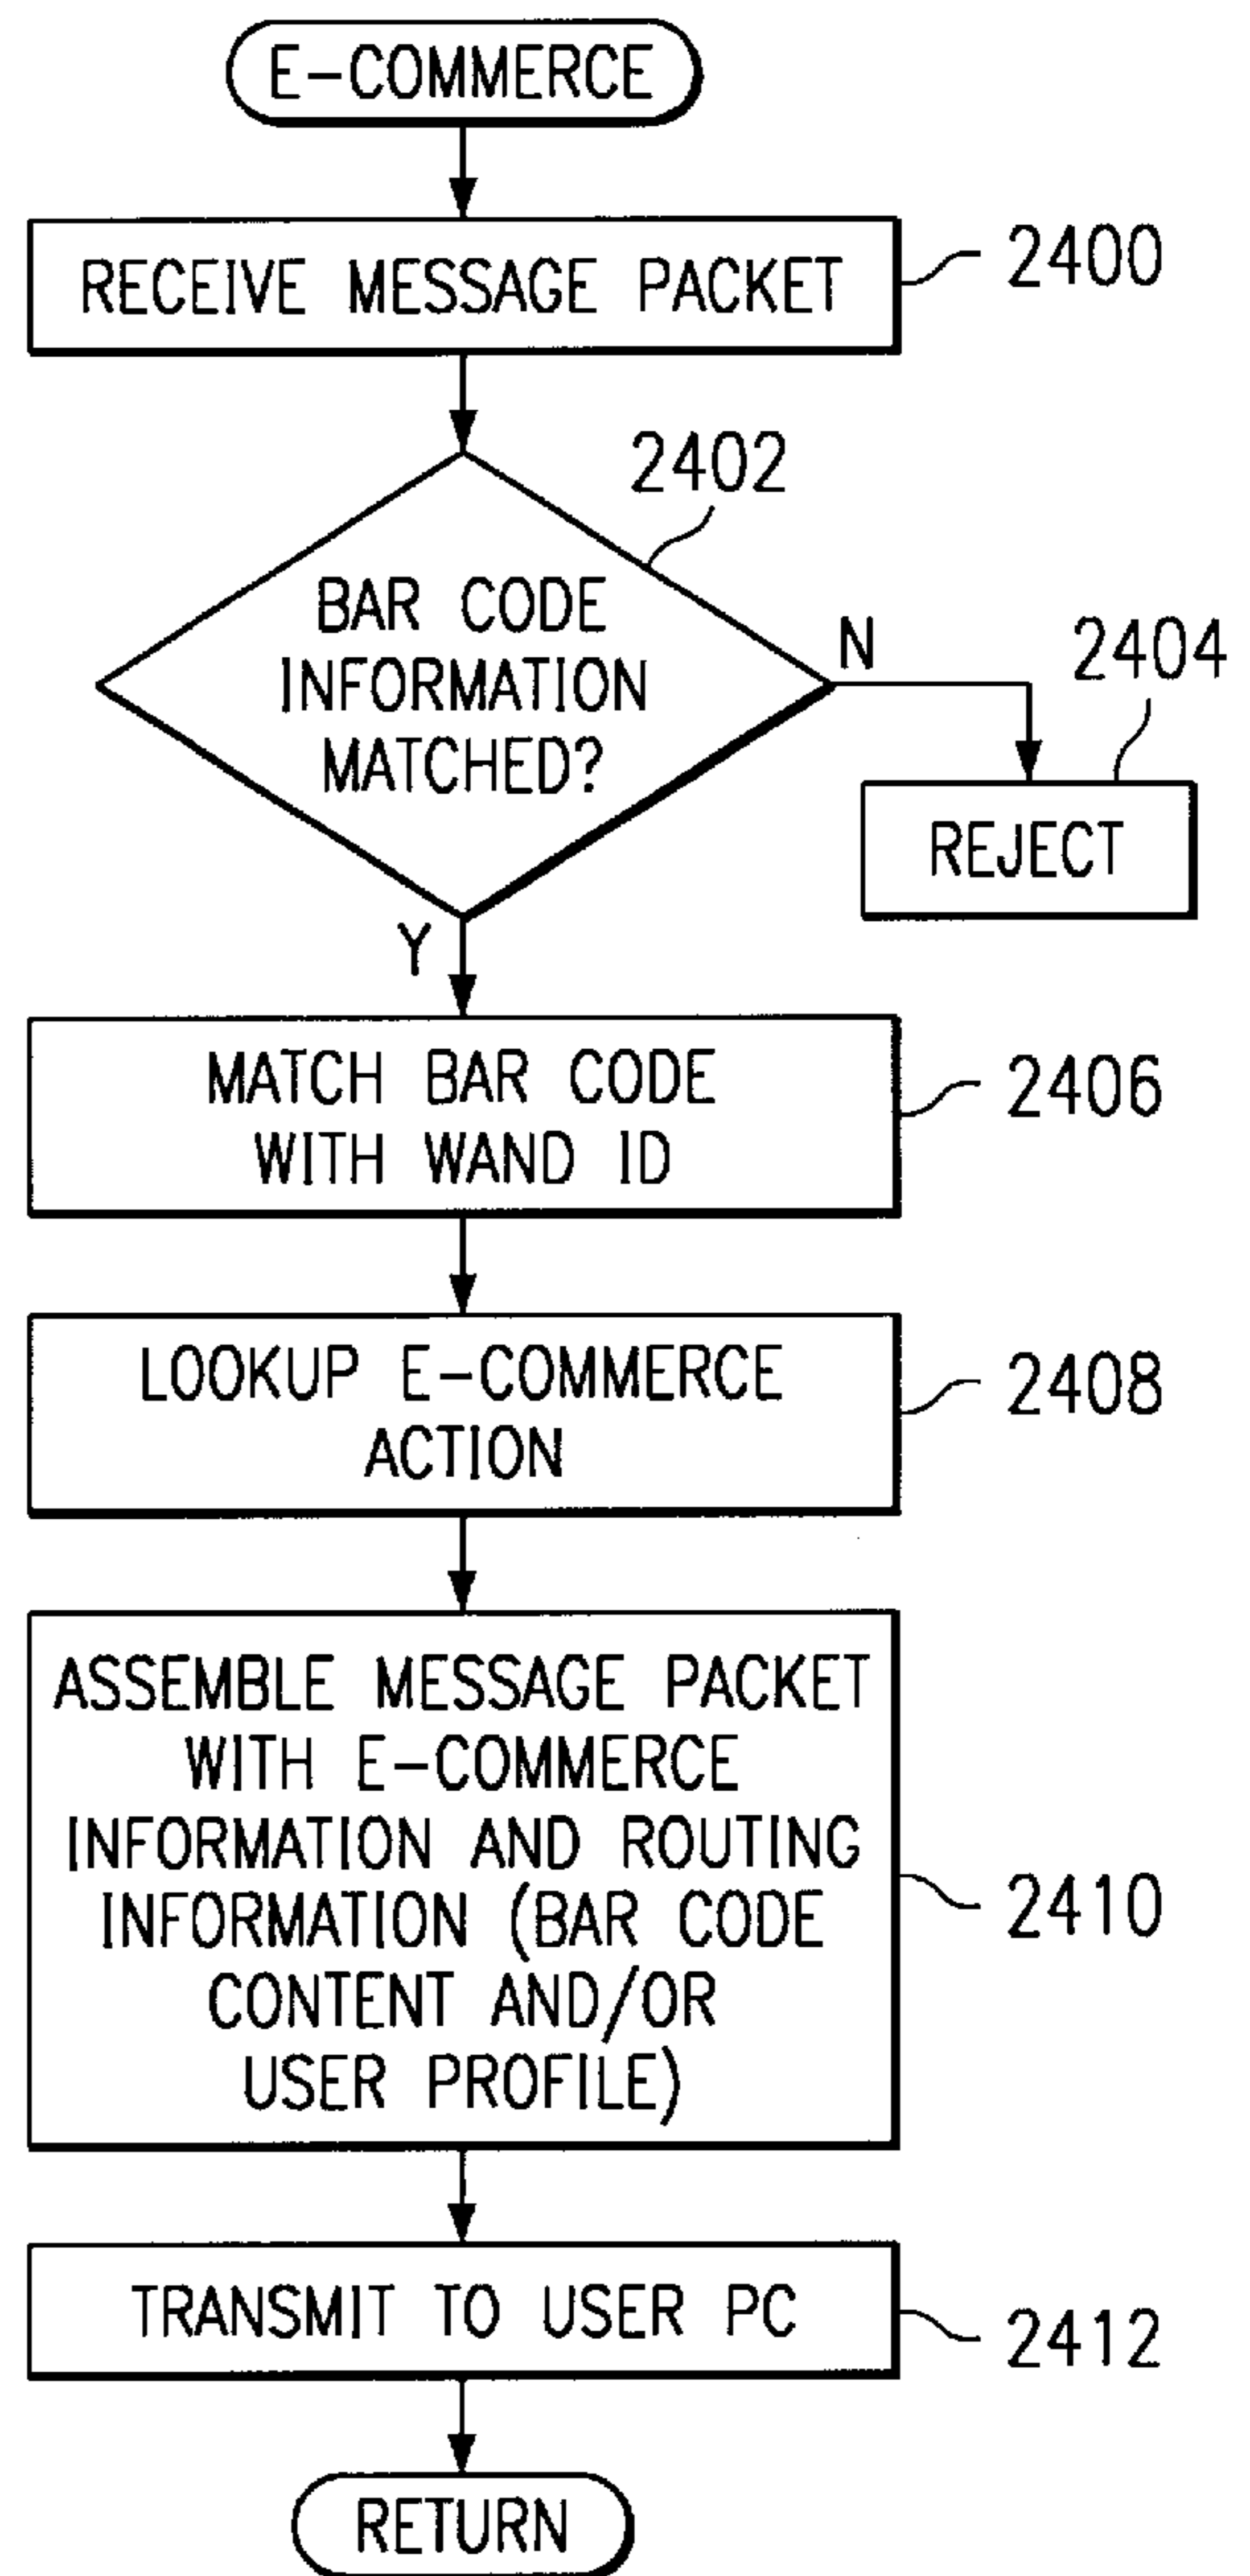 E-COMMERCE
RECEIVE MESSAGE PACKET
2400
2402
BAR CODE
INFORMATION
MATCHED?
N
2404
REJECT
Y
MATCH BAR CODE
WITH WAND ID
2406
LOOKUP E-COMMERCE
ACTION
2408
ASSEMBLE MESSAGE PACKET
WITH E-COMMERCE
INFORMATION AND ROUTING
INFORMATION (BAR CODE
CONTENT AND/OR
USER PROFILE)
2410
TRANSMIT TO USER PC
2412
RETURN